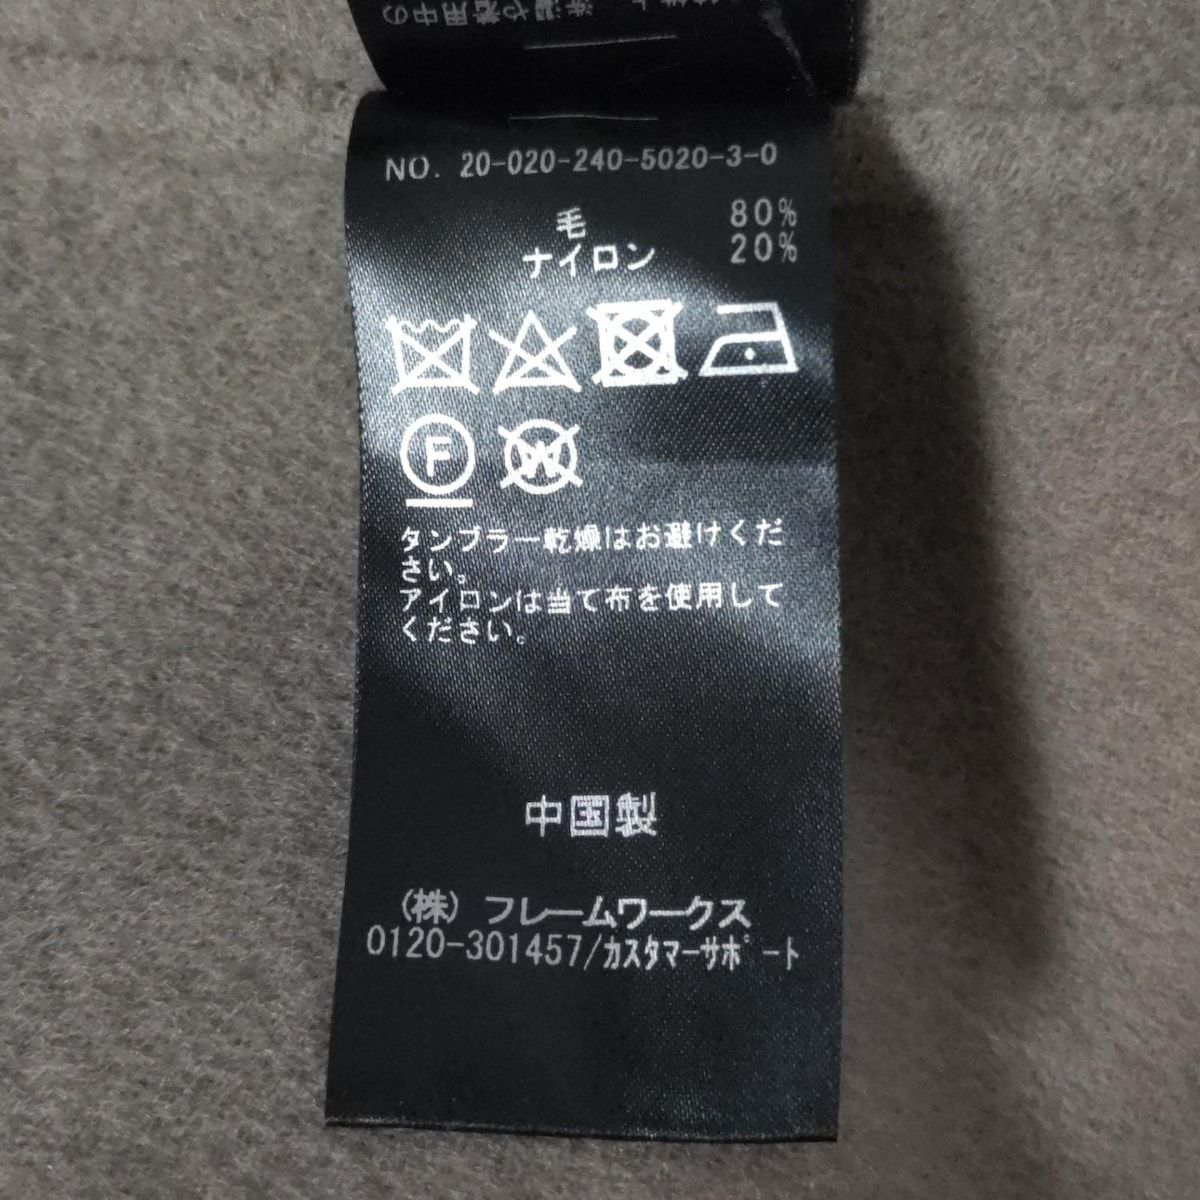 NO. 20-020-240-5020-3-0
毛 80%
ナイロン 20%
F W
タンブラー乾燥はお避けくだ
さい。
アイロンは当て布を使用して
ください。
中国製
(株) フレームワークス
0120-301457/カスタマーサポート